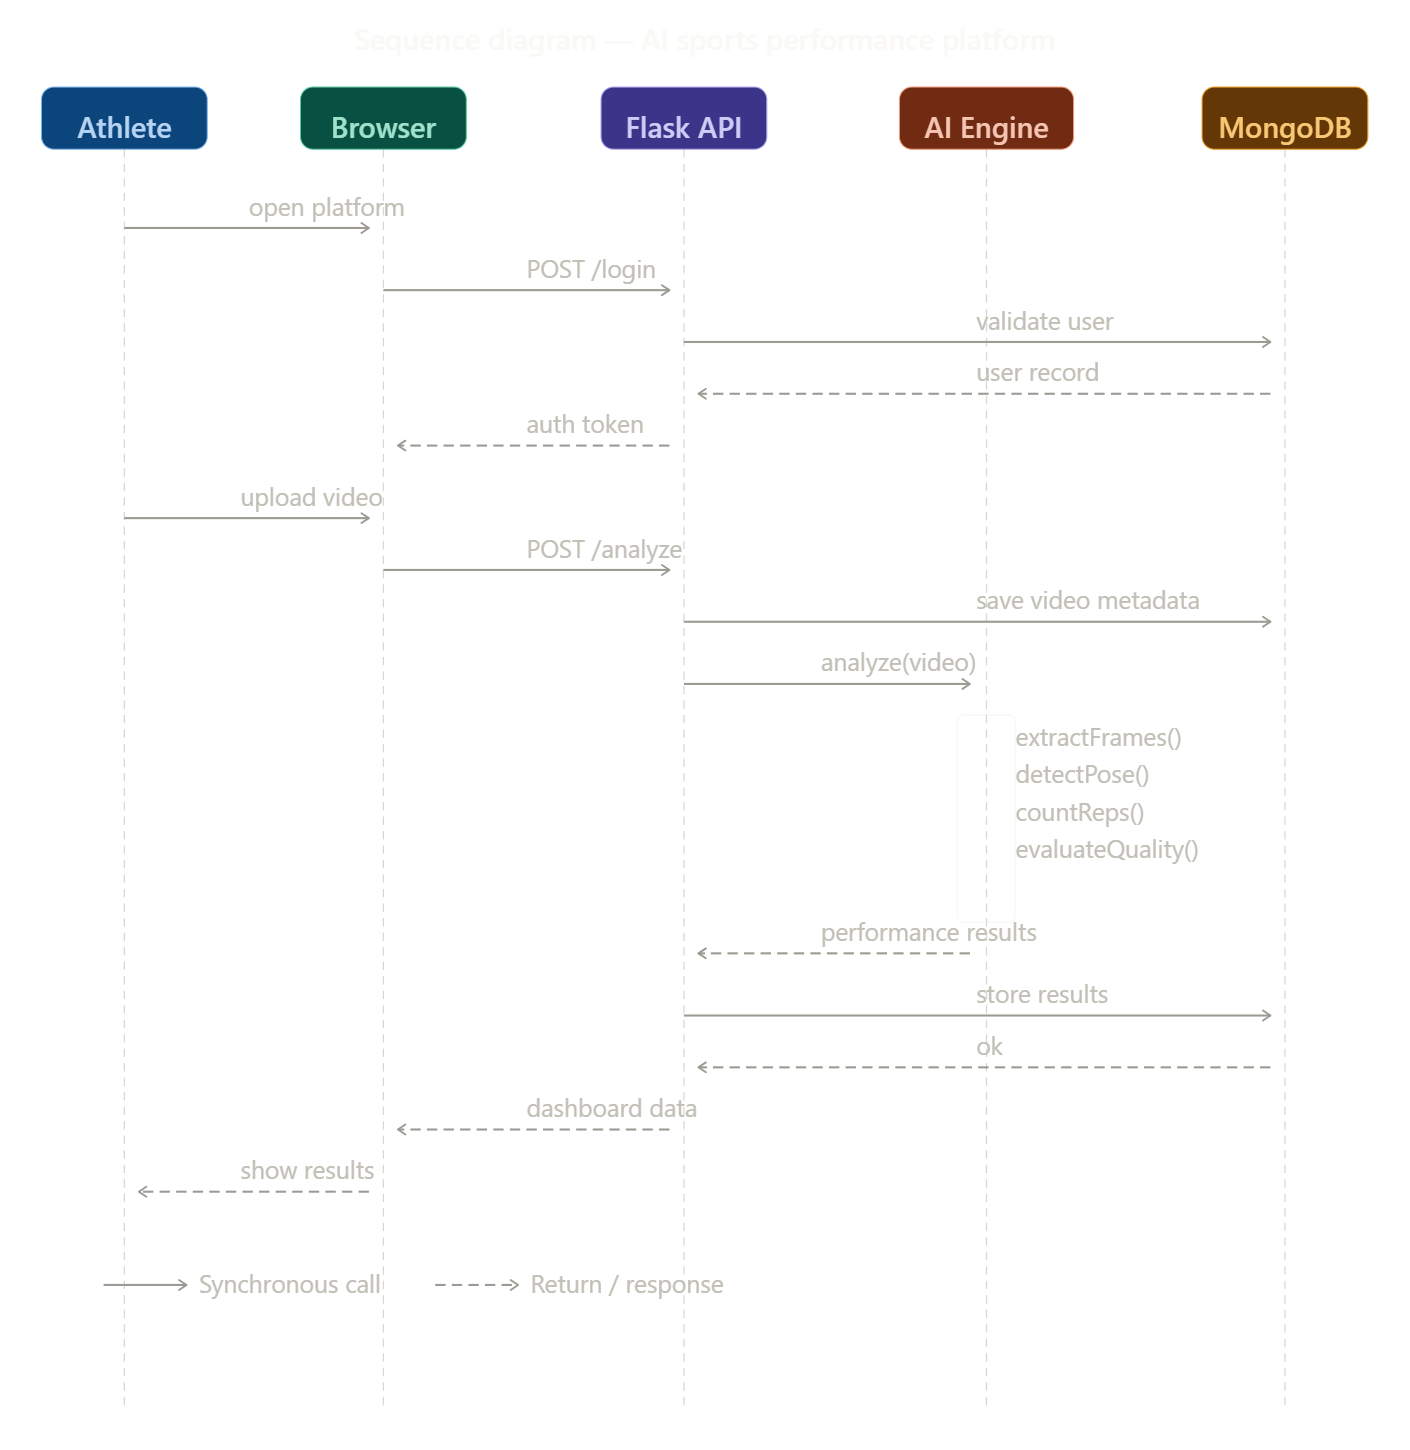 Sequence diagram — AI sports performance platform
Athlete
Browser
Flask API
AI Engine
MongoDB
open platform
POST /login
validate user
user record
auth token
upload video
POST /analyze
save video metadata
analyze(video)
extractFrames()
detectPose()
countReps()
evaluateQuality()
performance results
store results
ok
dashboard data
show results
Synchronous call
Return / response